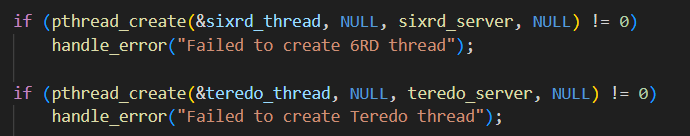 if (pthread_create(&sixrd_thread, NULL, sixrd_server, NULL) != 0)
    handle_error("Failed to create 6RD thread");
if (pthread_create(&teredo_thread, NULL, teredo_server, NULL) != 0)
    handle_error("Failed to create Teredo thread");